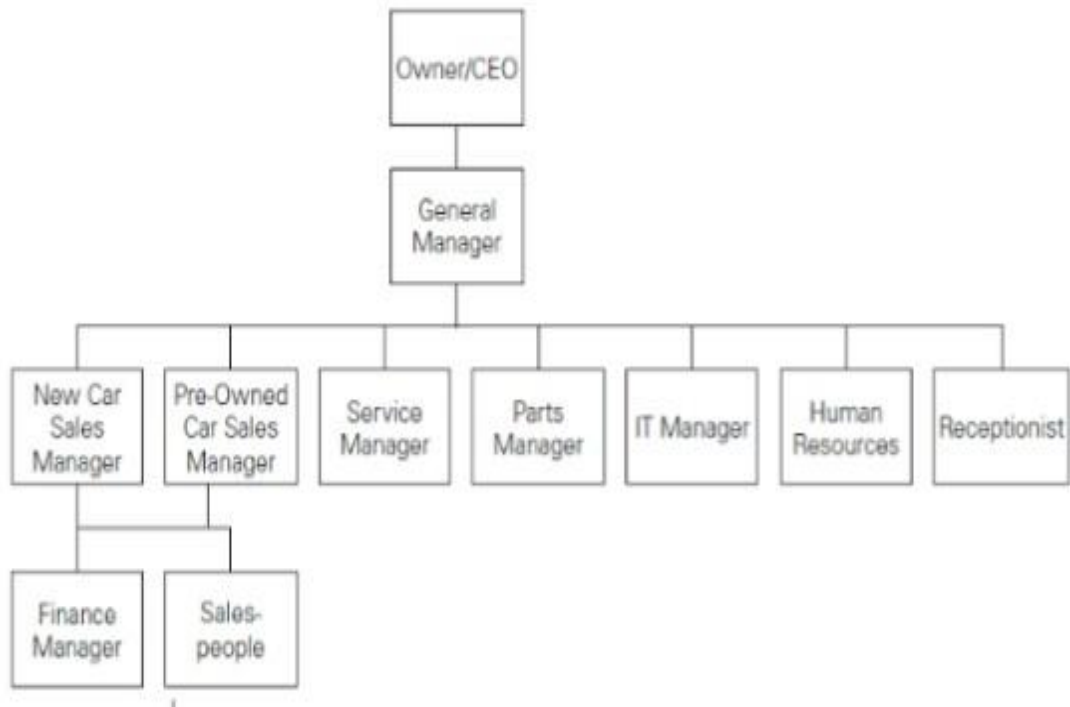 Owner/CEO
General
Manager
New Car
Sales
Manager
Pre-Owned
Car Sales
Manager
Service
Manager
Parts
Manager
IT Manager
Human
Resources
Receptionist
Finance
Manager
Sales-
people